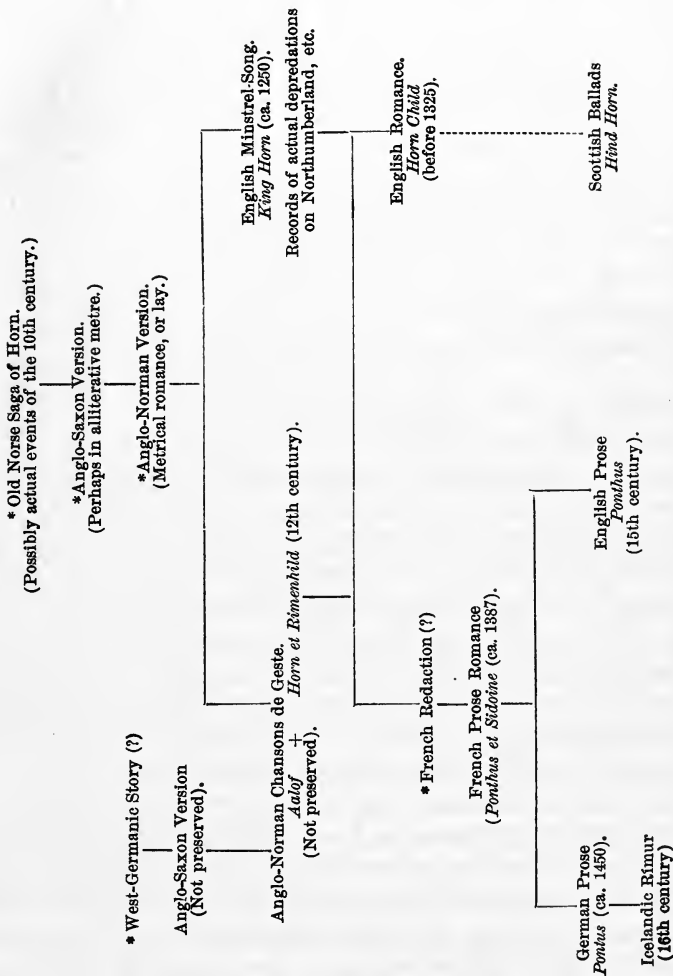 * Old Norse Saga of Horn.
(Possibly actual events of the 10th century.)
*Anglo-Saxon Version.
(Perhaps in alliterative metre.)
*Anglo-Norman Version.
(Metrical romance, or lay.)
* West-Germanic Story (?)
Anglo-Saxon Version
(Not preserved).
Anglo-Norman Chansons de Geste.
Aalof + Horn et Rimenhild (12th century).
(Not preserved).
English Minstrel-Song.
King Horn (ca. 1250).
Records of actual depredations
on Northumberland, etc.
* French Redaction (?)
French Prose Romance
(Ponthus et Sidoine (ca. 1387).
English Romance.
Horn Child
(before 1325)
German Prose
Pontus (ca. 1450).
Icelandic Rímur
(16th century)
English Prose
Ponthus
(15th century).
Scottish Ballads
Hind Horn.